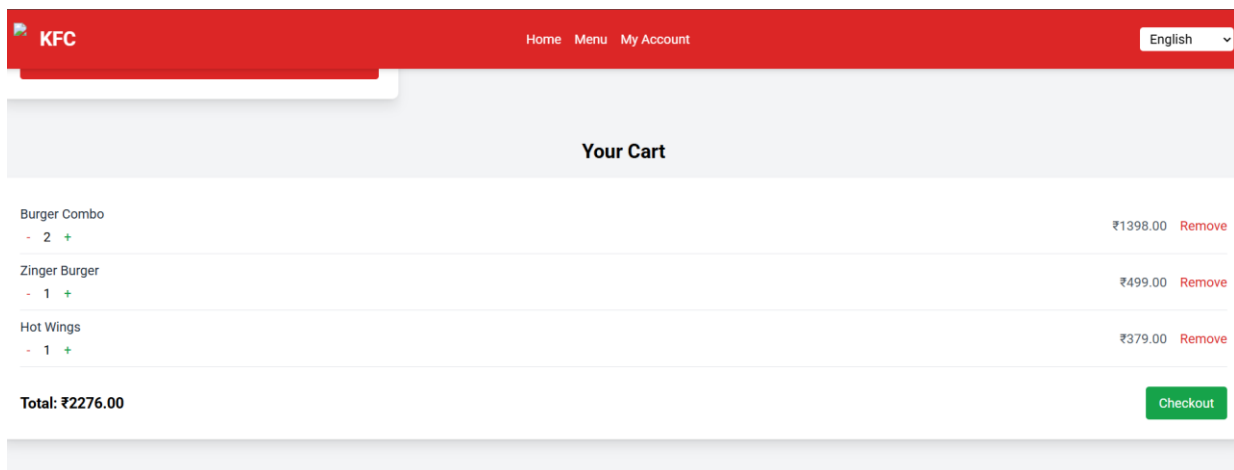 KFC
Home Menu My Account
English
Your Cart
Burger Combo
- 2 +
₹1398.00 Remove
Zinger Burger
- 1 +
₹499.00 Remove
Hot Wings
- 1 +
₹379.00 Remove
Total: ₹2276.00
Checkout